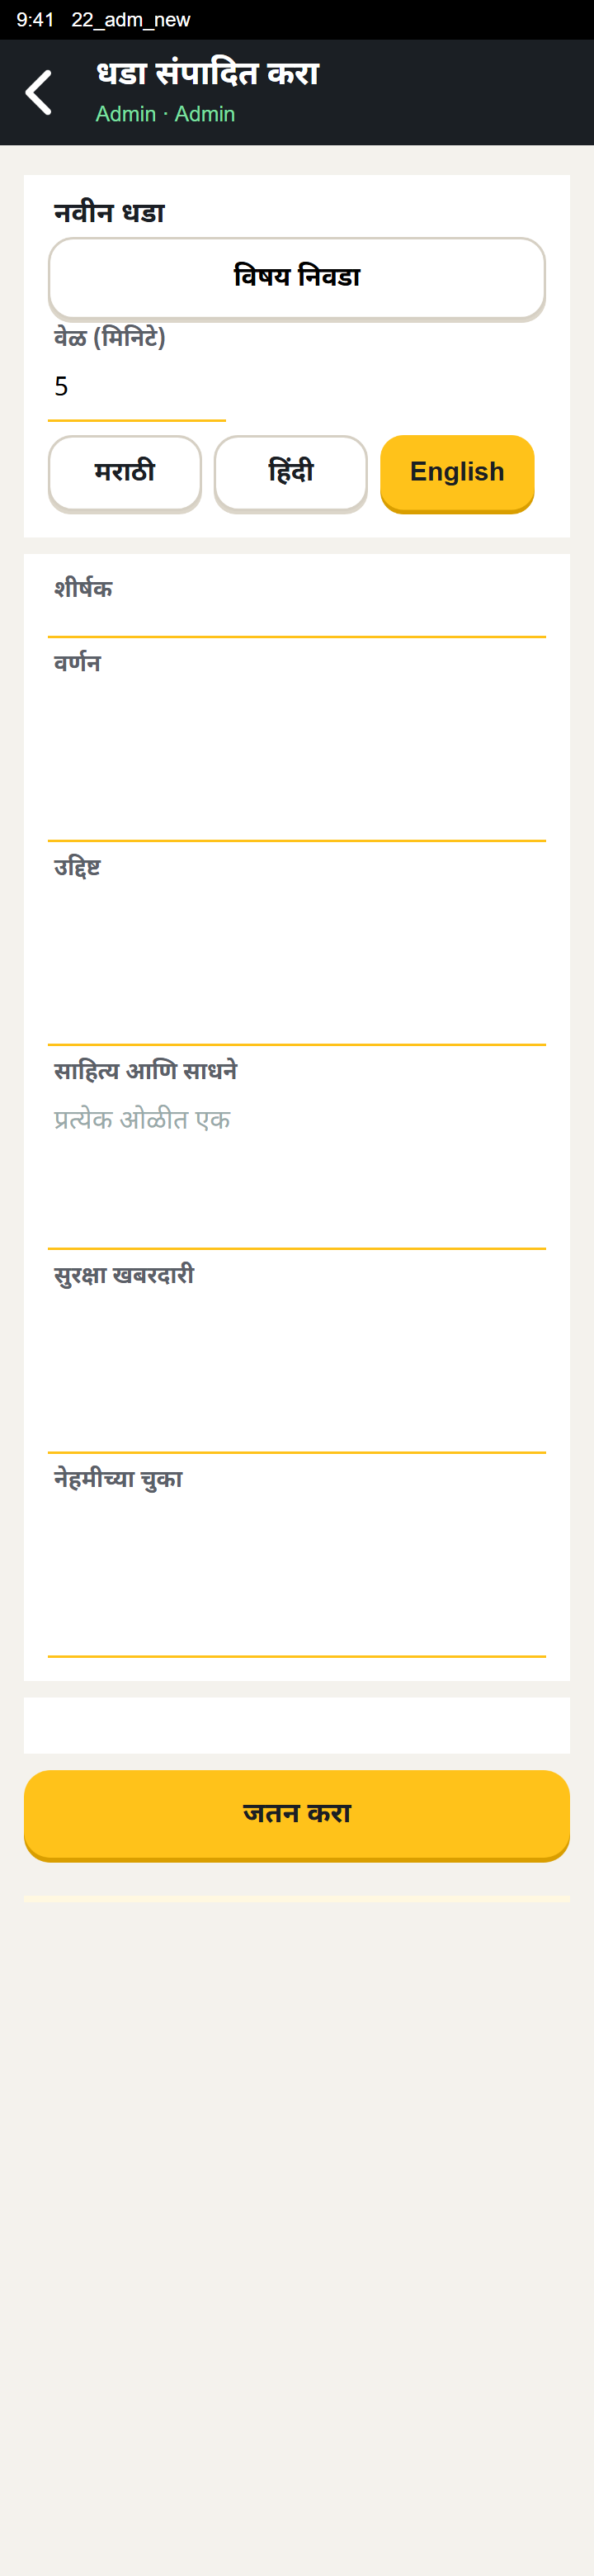 9:41 22_adm_new
धडा संपादित करा
Admin · Admin
नवीन धडा
विषय निवडा
वेळ (मिनिटे)
5
मराठी हिंदी English
शीर्षक
वर्णन
उद्दिष्ट
साहित्य आणि साधने
प्रत्येक ओळीत एक
सुरक्षा खबरदारी
नेहमीच्या चुका
जतन करा